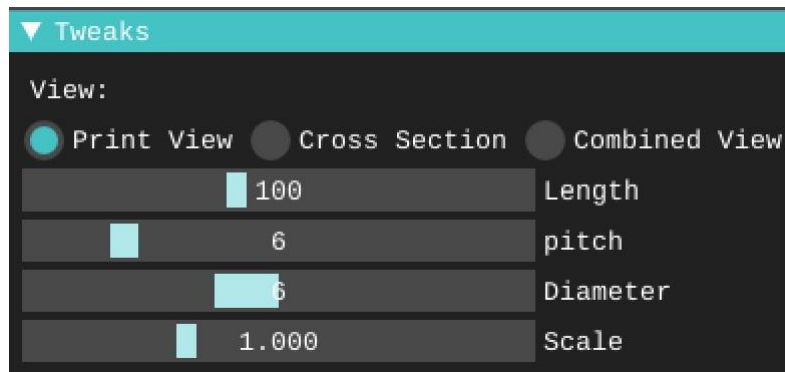 Tweaks
View:
Print View Cross Section Combined View
100 Length
6 pitch
6 Diameter
1.000 Scale